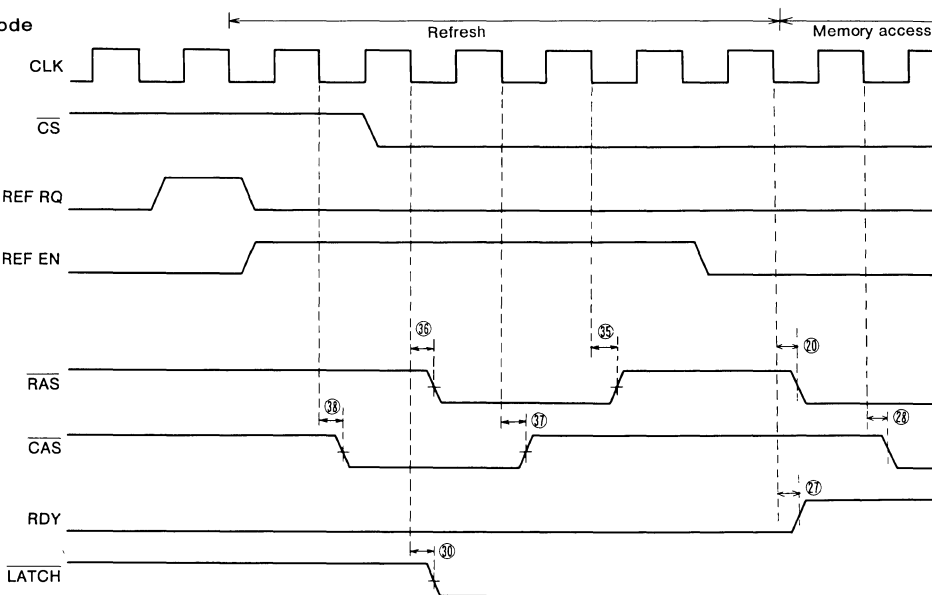 ode
Refresh
Memory access
CLK
CS
REF RQ
REF EN
㊱
㉟
⑳
RAS
㊳
㊲
㉘
CAS
㉗
RDY
㉚
LATCH